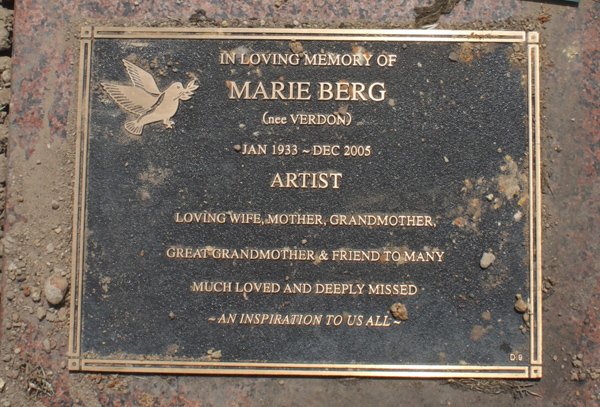 IN LOVING MEMORY OF
MARIE BERG
(nee VERDON)
JAN 1933 ~ DEC 2005
ARTIST
LOVING WIFE, MOTHER, GRANDMOTHER,
GREAT GRANDMOTHER & FRIEND TO MANY
MUCH LOVED AND DEEPLY MISSED
~ AN INSPIRATION TO US ALL ~
D 9